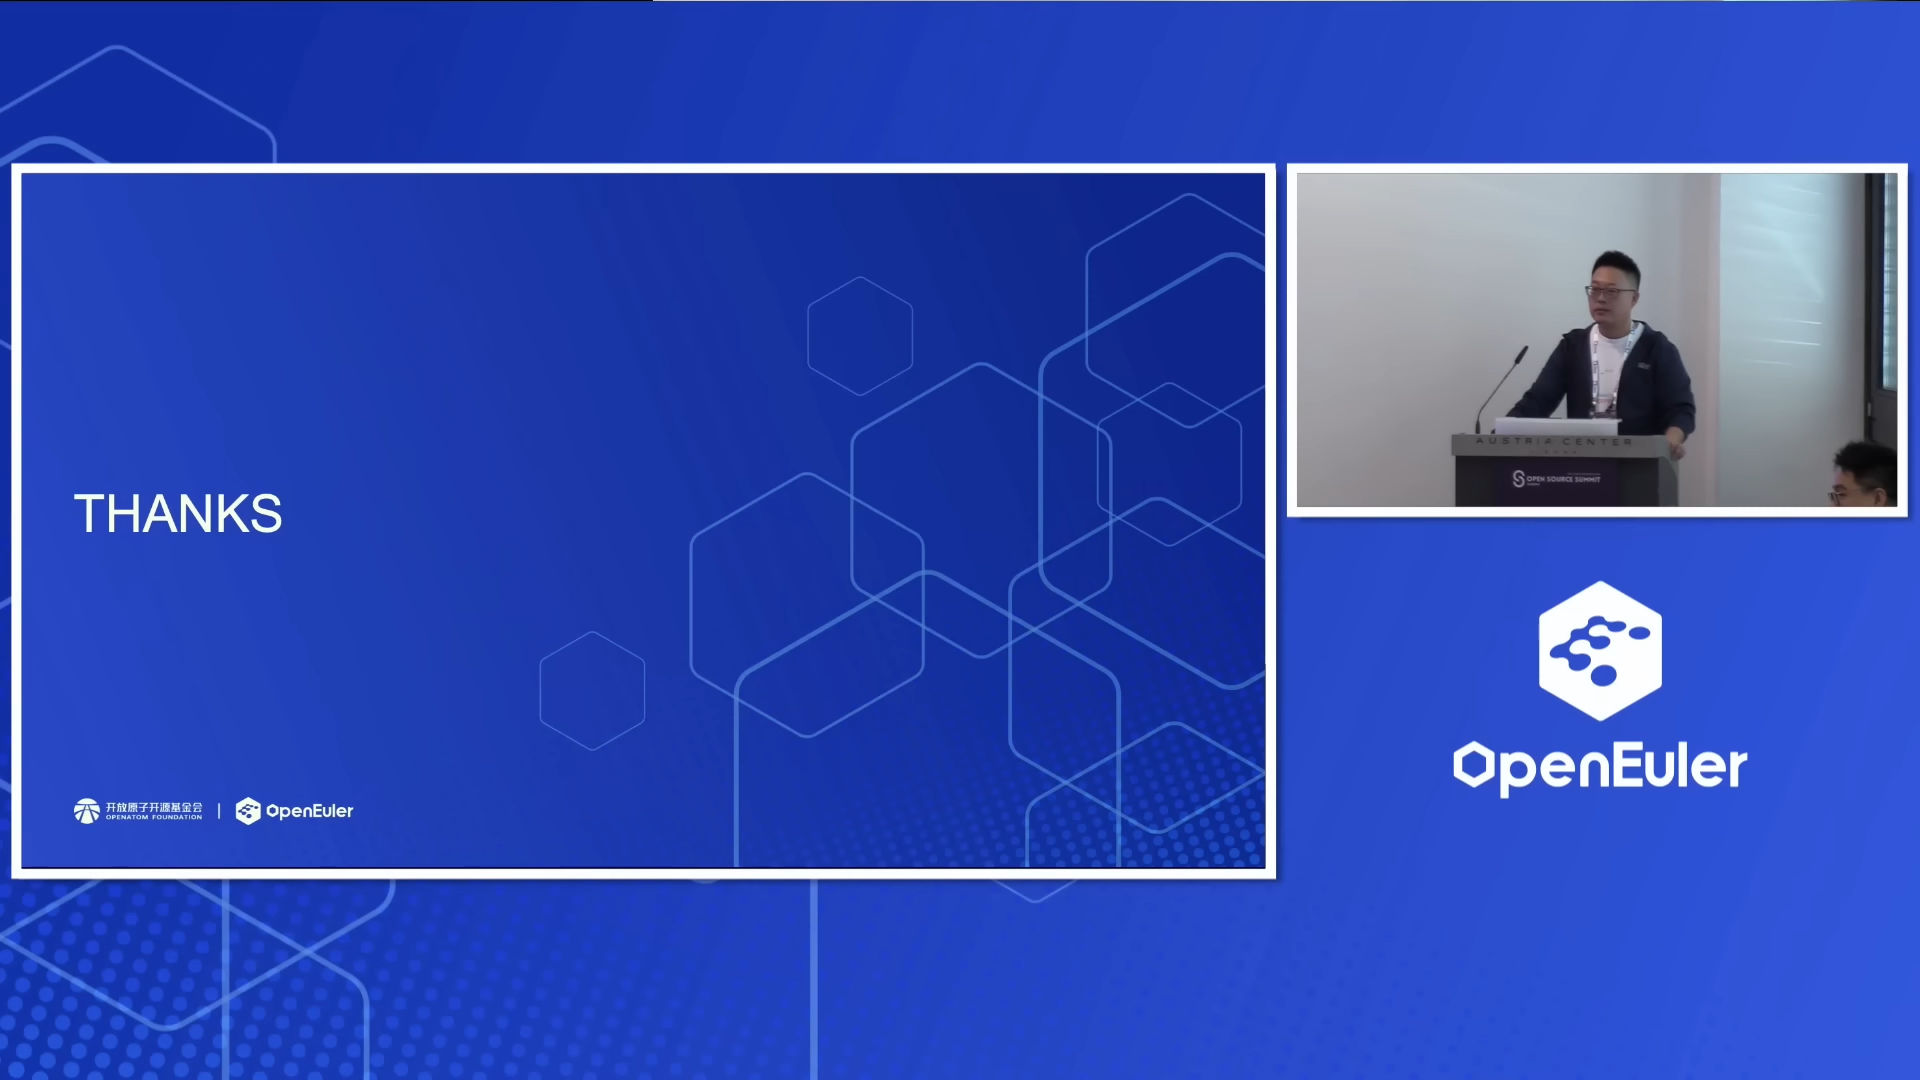 THANKS
开放原子开源基金会
OPENATOM FOUNDATION
OpenEuler
AUSTRIA CENTER
OPEN SOURCE SUMMIT
OpenEuler